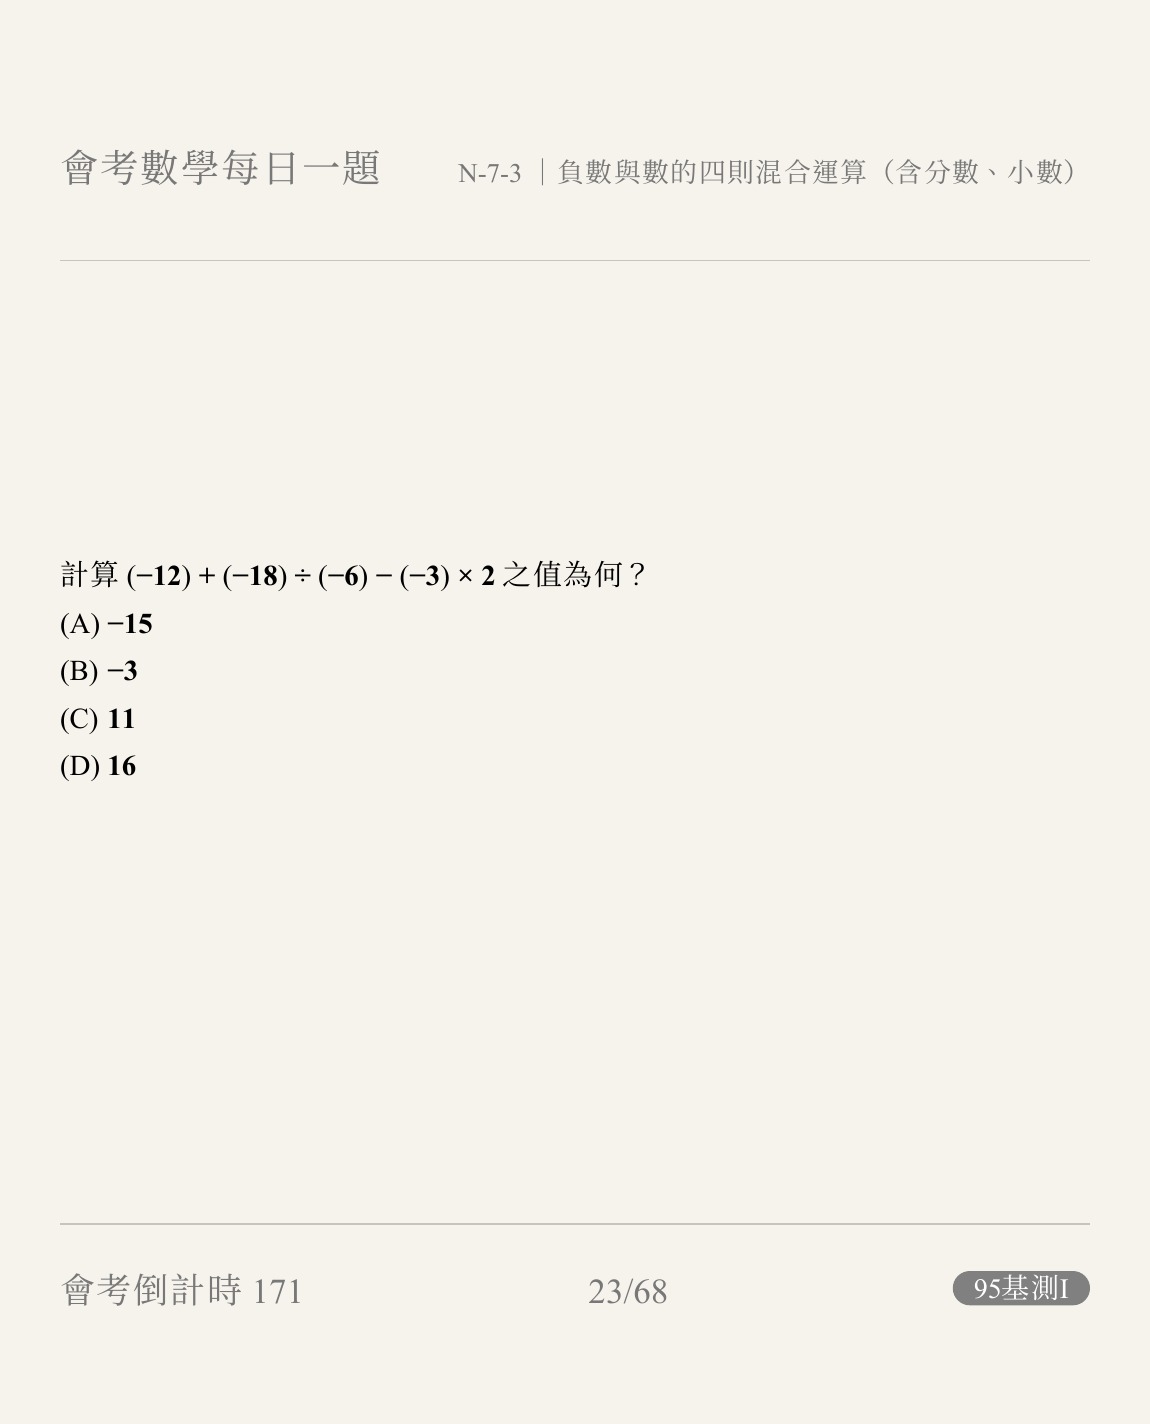 會考數學每日一題
N-7-3｜負數與數的四則混合運算（含分數、小數）
計算 (−12) + (−18) ÷ (−6) − (−3) × 2 之值為何？
(A) −15
(B) −3
(C) 11
(D) 16
會考倒計時 171
23/68
95基測I